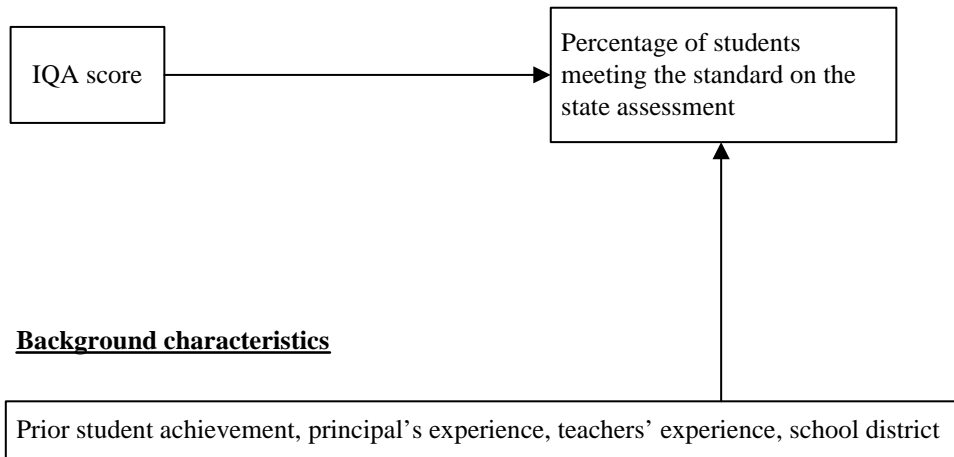 IQA score
Percentage of students
meeting the standard on the
state assessment
Background characteristics
Prior student achievement, principal’s experience, teachers’ experience, school district